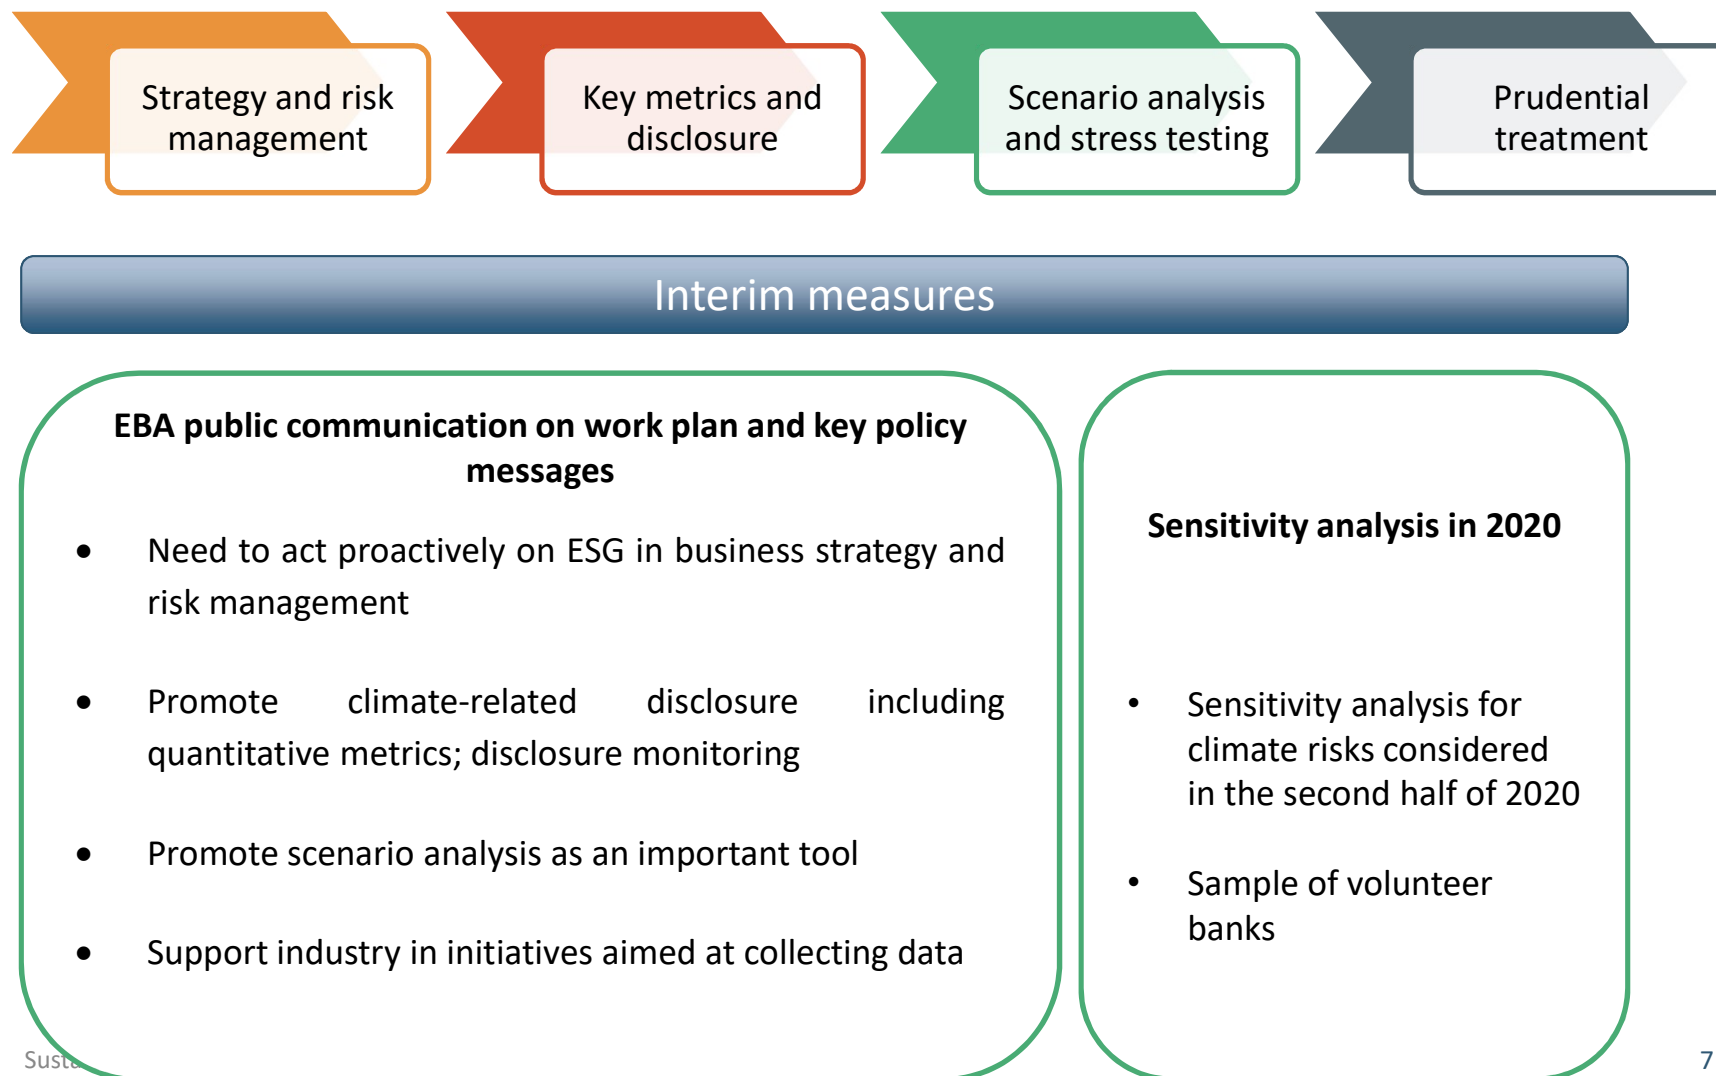 Strategy and risk
management
Key metrics and
disclosure
Scenario analysis
and stress testing
Prudential
treatment
Interim measures
EBA public communication on work plan and key policy
messages
• Need to act proactively on ESG in business strategy and
risk management
• Promote climate-related disclosure including
quantitative metrics; disclosure monitoring
• Promote scenario analysis as an important tool
• Support industry in initiatives aimed at collecting data
Sensitivity analysis in 2020
• Sensitivity analysis for
climate risks considered
in the second half of 2020
• Sample of volunteer
banks
7